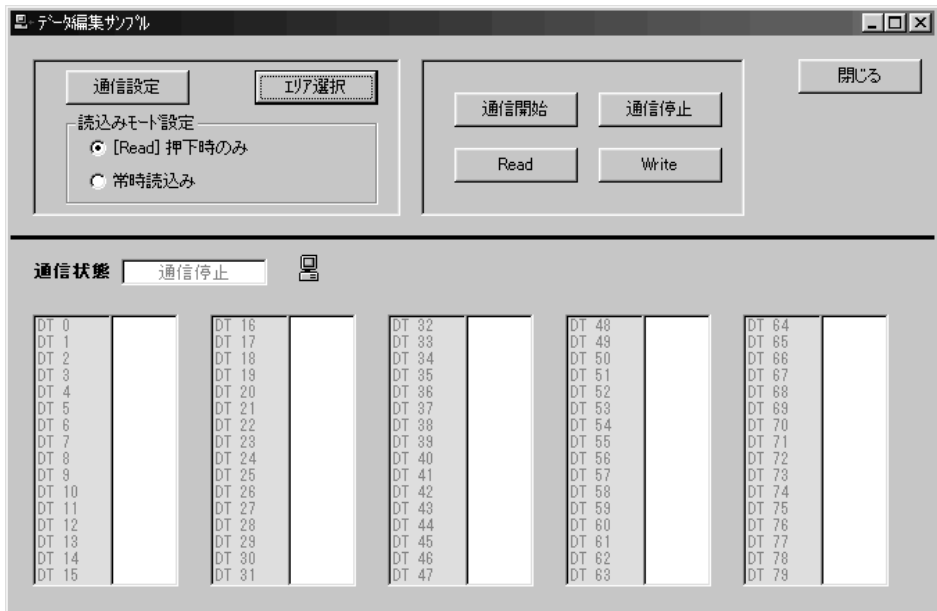 データ編集サンプル
通信設定
エリア選択
読込みモード設定
[Read] 押下時のみ
常時読込み
通信開始
通信停止
Read
Write
閉じる
通信状態
通信停止
DT 0
DT 1
DT 2
DT 3
DT 4
DT 5
DT 6
DT 7
DT 8
DT 9
DT 10
DT 11
DT 12
DT 13
DT 14
DT 15
DT 16
DT 17
DT 18
DT 19
DT 20
DT 21
DT 22
DT 23
DT 24
DT 25
DT 26
DT 27
DT 28
DT 29
DT 30
DT 31
DT 32
DT 33
DT 34
DT 35
DT 36
DT 37
DT 38
DT 39
DT 40
DT 41
DT 42
DT 43
DT 44
DT 45
DT 46
DT 47
DT 48
DT 49
DT 50
DT 51
DT 52
DT 53
DT 54
DT 55
DT 56
DT 57
DT 58
DT 59
DT 60
DT 61
DT 62
DT 63
DT 64
DT 65
DT 66
DT 67
DT 68
DT 69
DT 70
DT 71
DT 72
DT 73
DT 74
DT 75
DT 76
DT 77
DT 78
DT 79